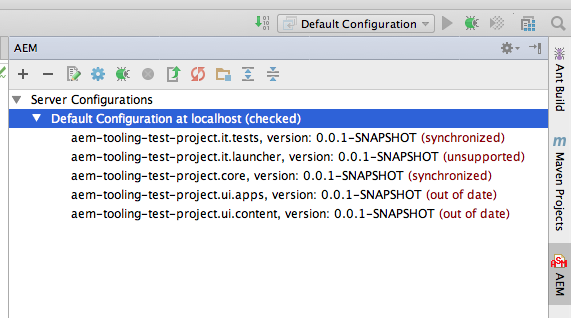 Default Configuration
AEM
Server Configurations
Default Configuration at localhost (checked)
aem-tooling-test-project.it.tests, version: 0.0.1-SNAPSHOT (synchronized)
aem-tooling-test-project.it.launcher, version: 0.0.1-SNAPSHOT (unsupported)
aem-tooling-test-project.core, version: 0.0.1-SNAPSHOT (synchronized)
aem-tooling-test-project.ui.apps, version: 0.0.1-SNAPSHOT (out of date)
aem-tooling-test-project.ui.content, version: 0.0.1-SNAPSHOT (out of date)
Ant Build
m Maven Projects
AEM